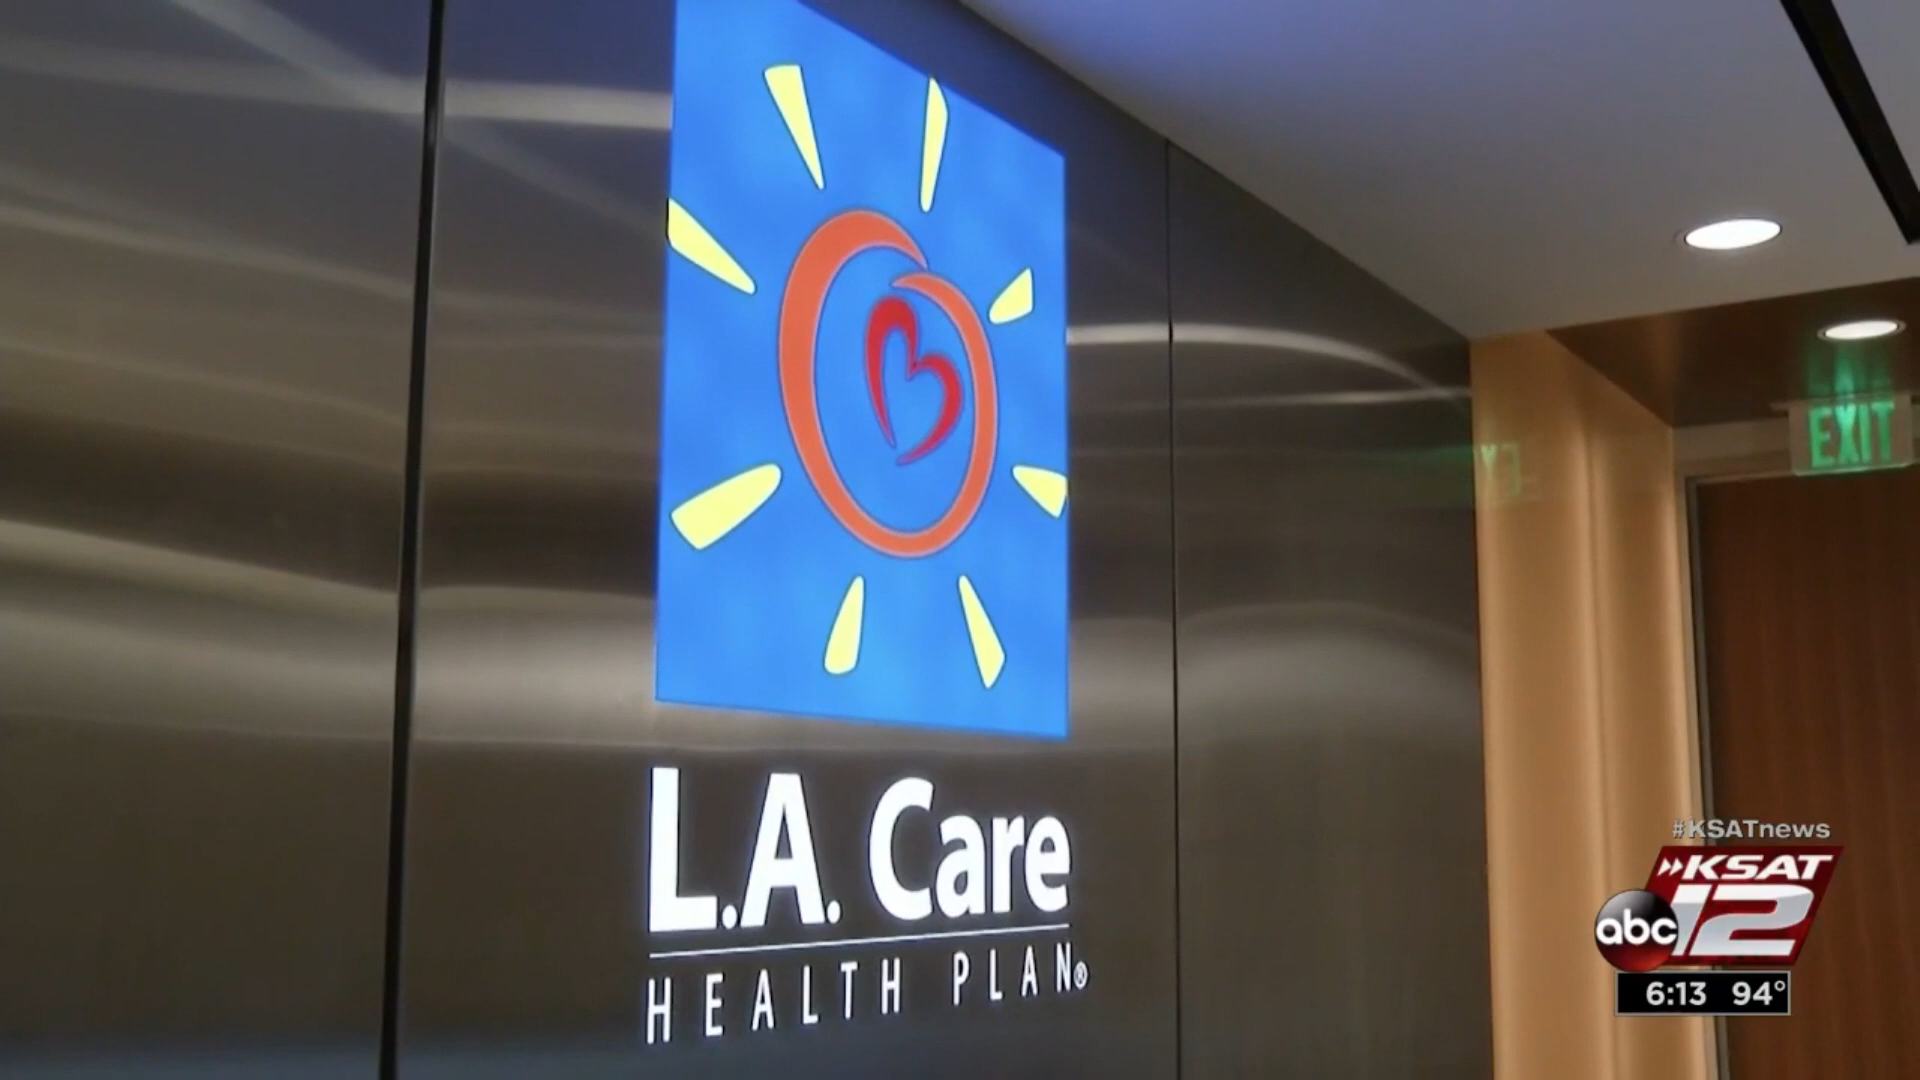 L.A. Care
HEALTH PLAN®
EXIT
#KSATnews
KSAT
abc 12
6:13 94°